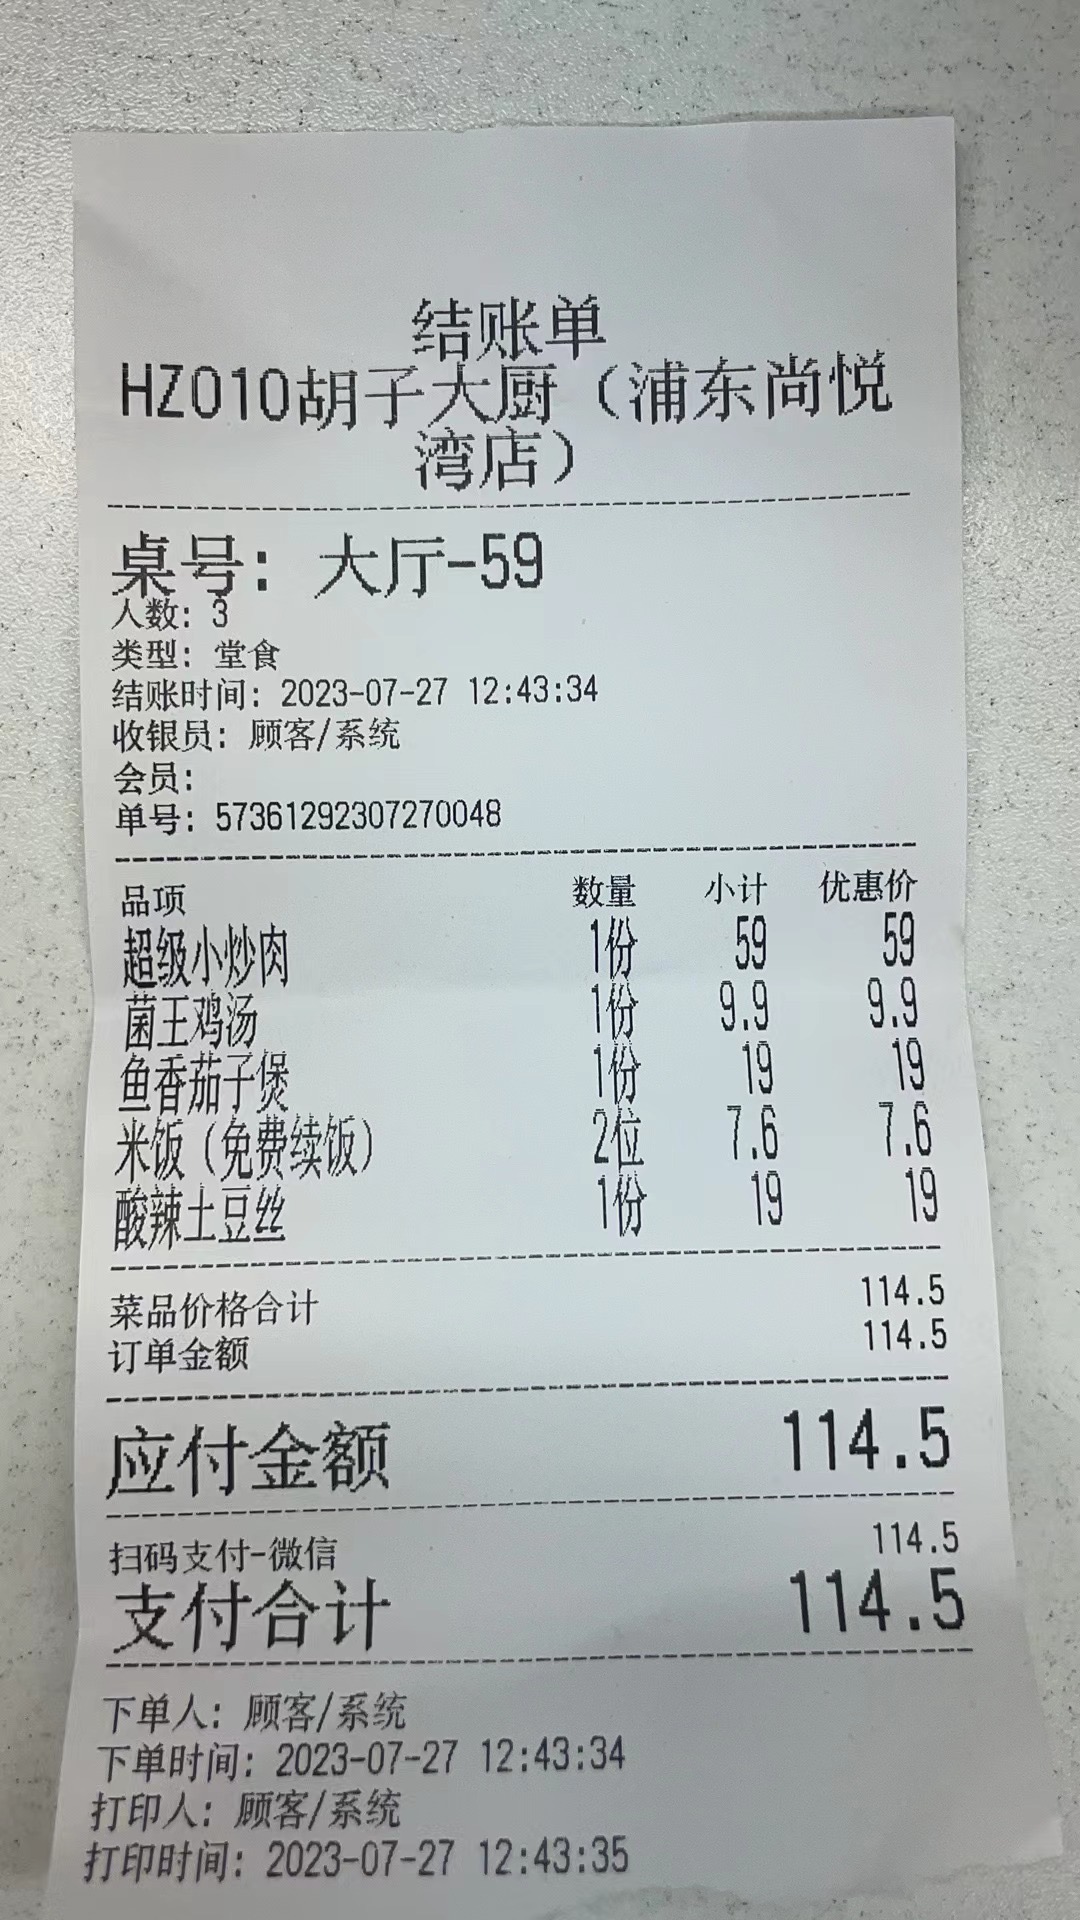 结账单
HZ010胡子大厨（浦东尚悦
湾店）
桌号: 大厅-59
人数: 3
类型: 堂食
结账时间: 2023-07-27 12:43:34
收银员: 顾客/系统
会员:
单号: 57361292307270048
品项 数量 小计 优惠价
超级小炒肉 1份 59 59
菌王鸡汤 1份 9.9 9.9
鱼香茄子煲 1份 19 19
米饭（免费续饭） 2位 7.6 7.6
酸辣土豆丝 1份 19 19
菜品价格合计 114.5
订单金额 114.5
应付金额 114.5
扫码支付-微信 114.5
支付合计 114.5
下单人: 顾客/系统
下单时间: 2023-07-27 12:43:34
打印人: 顾客/系统
打印时间: 2023-07-27 12:43:35